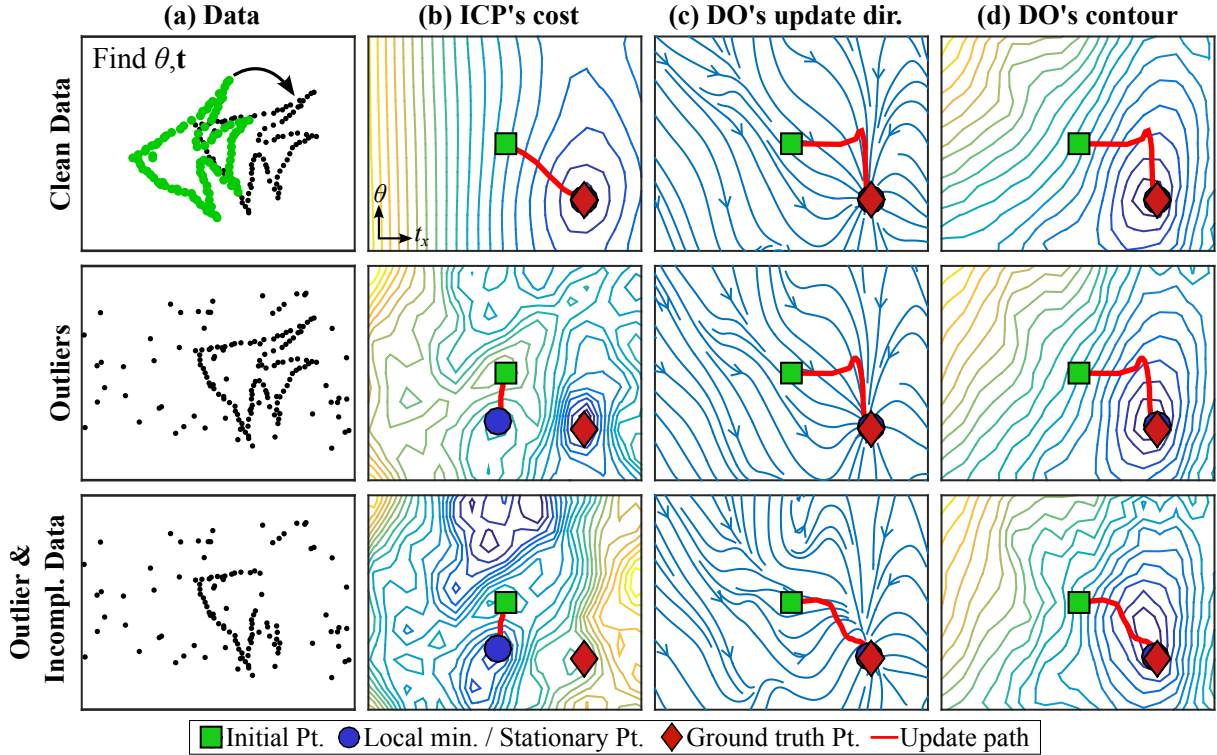 (a) Data
(b) ICP's cost
(c) DO's update dir.
(d) DO's contour
Clean Data
Find θ,t
θ
t_x
Outliers
Outlier &
Incompl. Data
Initial Pt.
Local min. / Stationary Pt.
Ground truth Pt.
Update path